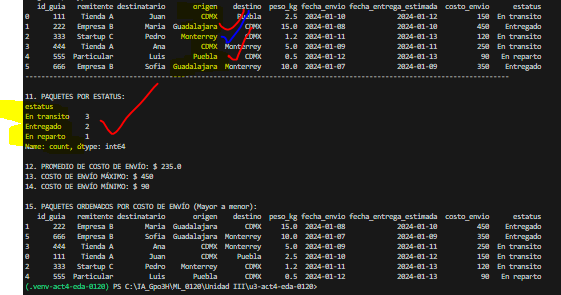 id_guia remitente destinatario origen destino peso_kg fecha_envio fecha_entrega_estimada costo_envio estatus
0 111 Tienda A Juan CDMX Puebla 2.5 2024-01-10 2024-01-12 150 En transito
1 222 Empresa B Maria Guadalajara CDMX 15.0 2024-01-08 2024-01-10 450 Entregado
2 333 Startup C Pedro Monterrey CDMX 1.2 2024-01-11 2024-01-13 120 En transito
3 444 Tienda A Ana CDMX Monterrey 5.0 2024-01-09 2024-01-11 250 En transito
4 555 Particular Luis Puebla CDMX 0.5 2024-01-12 2024-01-13 90 En reparto
5 666 Empresa B Sofia Guadalajara Monterrey 10.0 2024-01-07 2024-01-09 350 Entregado
11. PAQUETES POR ESTATUS:
estatus
En transito 3
Entregado 2
En reparto 1
Name: count, dtype: int64
12. PROMEDIO DE COSTO DE ENVÍO: $ 235.0
13. COSTO DE ENVÍO MÁXIMO: $ 450
14. COSTO DE ENVÍO MÍNIMO: $ 90
15. PAQUETES ORDENADOS POR COSTO DE ENVÍO (Mayor a menor):
id_guia remitente destinatario origen destino peso_kg fecha_envio fecha_entrega_estimada costo_envio estatus
1 222 Empresa B Maria Guadalajara CDMX 15.0 2024-01-08 2024-01-10 450 Entregado
5 666 Empresa B Sofia Guadalajara Monterrey 10.0 2024-01-07 2024-01-09 350 Entregado
3 444 Tienda A Ana CDMX Monterrey 5.0 2024-01-09 2024-01-11 250 En transito
0 111 Tienda A Juan CDMX Puebla 2.5 2024-01-10 2024-01-12 150 En transito
2 333 Startup C Pedro Monterrey CDMX 1.2 2024-01-11 2024-01-13 120 En transito
4 555 Particular Luis Puebla CDMX 0.5 2024-01-12 2024-01-13 90 En reparto
(.venv-act4-eda-0120) PS C:\IA_Gpo3H\ML_0120\Unidad III\u3-act4-eda-0120>